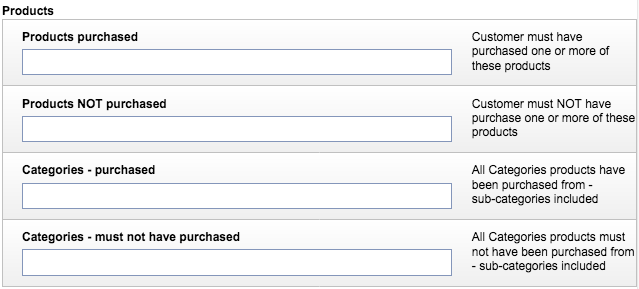 Products
Products purchased
Customer must have
purchased one or more of
these products
Products NOT purchased
Customer must NOT have
purchase one or more of these
products
Categories - purchased
All Categories products have
been purchased from -
sub-categories included
Categories - must not have purchased
All Categories products must
not have been purchased from
- sub-categories included